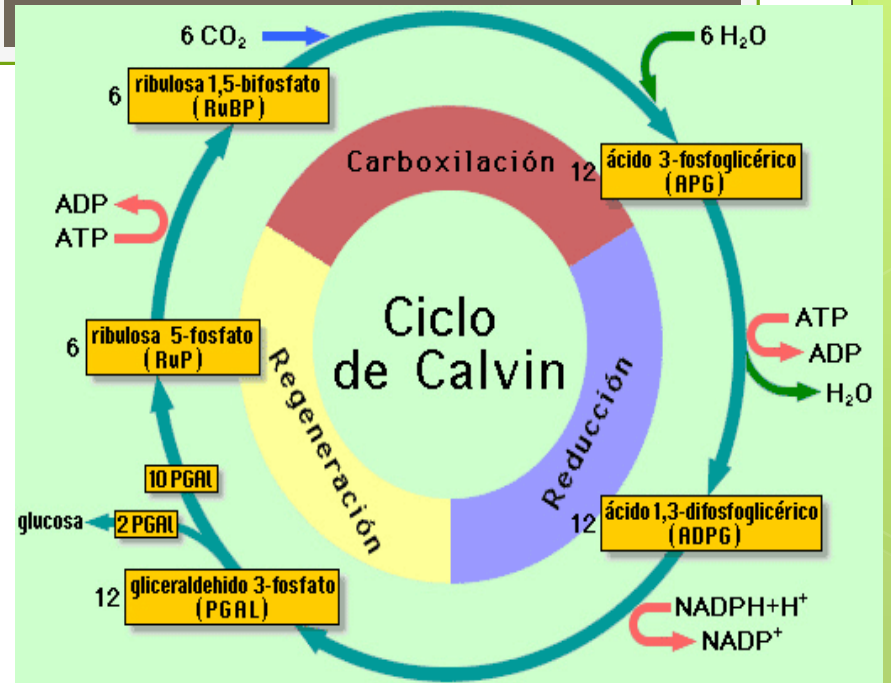 6 CO₂
6 H₂O
6
ribulosa 1,5-bifosfato
(RuBP)
Carboxilación
12
ácido 3-fosfoglicérico
(APG)
ADP
ATP
Ciclo
de Calvin
ATP
ADP
H₂O
6
ribulosa 5-fosfato
(RuP)
Regeneración
Reducción
10 PGAL
glucosa
2 PGAL
12
ácido 1,3-difosfoglicérico
(ADPG)
12
gliceraldehido 3-fosfato
(PGAL)
NADPH+H⁺
NADP⁺